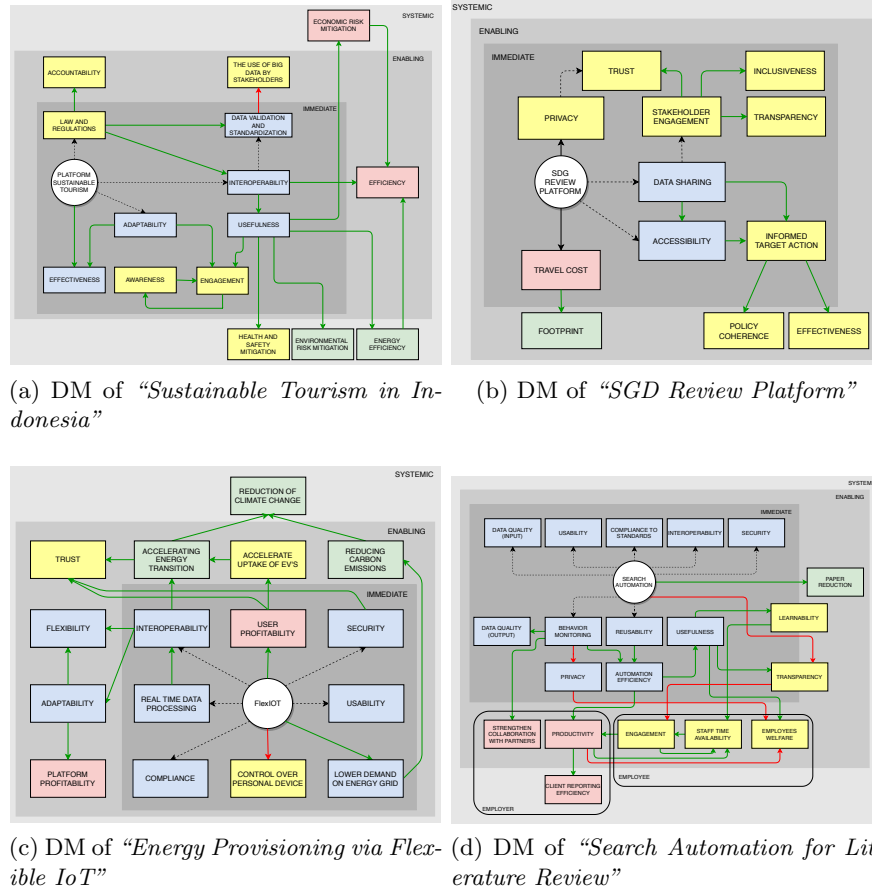 SYSTEMIC
ECONOMIC RISK
MITIGATION
ENABLING
ACCOUNTABILITY
THE USE OF BIG
DATA BY
STAKEHOLDERS
IMMEDIATE
LAW AND
REGULATIONS
DATA VALIDATION
AND
STANDARDIZATION
PLATFORM
SUSTAINABLE
TOURISM
INTEROPERABILITY
EFFICIENCY
ADAPTABILITY
USEFULNESS
EFFECTIVENESS
AWARENESS
ENGAGEMENT
HEALTH AND
SAFETY
MITIGATION
ENVIRONMENTAL
RISK MITIGATION
ENERGY
EFFICIENCY
(a) DM of "Sustainable Tourism in In-
donesia"
SYSTEMIC
ENABLING
IMMEDIATE
TRUST
INCLUSIVENESS
PRIVACY
STAKEHOLDER
ENGAGEMENT
TRANSPARENCY
SDG
REVIEW
PLATFORM
DATA SHARING
ACCESSIBILITY
INFORMED
TARGET ACTION
TRAVEL COST
FOOTPRINT
POLICY
COHERENCE
EFFECTIVENESS
(b) DM of "SGD Review Platform"
SYSTEMIC
REDUCTION OF
CLIMATE CHANGE
ENABLING
TRUST
ACCELERATING
ENERGY
TRANSITION
ACCELERATE
UPTAKE OF EV'S
REDUCING
CARBON
EMISSIONS
IMMEDIATE
FLEXIBILITY
INTEROPERABILITY
USER
PROFITABILITY
SECURITY
ADAPTABILITY
REAL TIME DATA
PROCESSING
FlexIOT
USABILITY
PLATFORM
PROFITABILITY
COMPLIANCE
CONTROL OVER
PERSONAL DEVICE
LOWER DEMAND
ON ENERGY GRID
(c) DM of "Energy Provisioning via Flex-
ible IoT"
SYSTEM
ENABLING
IMMEDIATE
DATA QUALITY
(INPUT)
USABILITY
COMPLIANCE TO
STANDARDS
INTEROPERABILITY
SECURITY
SEARCH
AUTOMATION
PAPER
REDUCTION
LEARNABILITY
DATA QUALITY
(OUTPUT)
BEHAVIOR
MONITORING
REUSABILITY
USEFULNESS
PRIVACY
AUTOMATION
EFFICIENCY
TRANSPARENCY
STRENGTHEN
COLLABORATION
WITH PARTNERS
PRODUCTIVITY
ENGAGEMENT
STAFF TIME
AVAILABILITY
EMPLOYEES
WELFARE
EMPLOYEE
CLIENT REPORTING
EFFICIENCY
EMPLOYER
(d) DM of "Search Automation for Lit
erature Review"